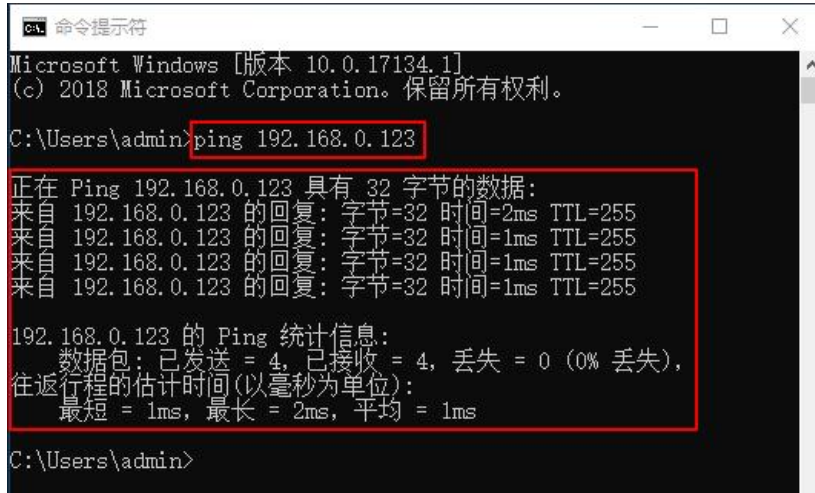 命令提示符
Microsoft Windows [版本 10.0.17134.1]
(c) 2018 Microsoft Corporation。保留所有权利。
C:\Users\admin>ping 192.168.0.123
正在 Ping 192.168.0.123 具有 32 字节的数据:
来自 192.168.0.123 的回复: 字节=32 时间=2ms TTL=255
来自 192.168.0.123 的回复: 字节=32 时间=1ms TTL=255
来自 192.168.0.123 的回复: 字节=32 时间=1ms TTL=255
来自 192.168.0.123 的回复: 字节=32 时间=1ms TTL=255
192.168.0.123 的 Ping 统计信息:
数据包: 已发送 = 4, 已接收 = 4, 丢失 = 0 (0% 丢失),
往返行程的估计时间(以毫秒为单位):
最短 = 1ms, 最长 = 2ms, 平均 = 1ms
C:\Users\admin>